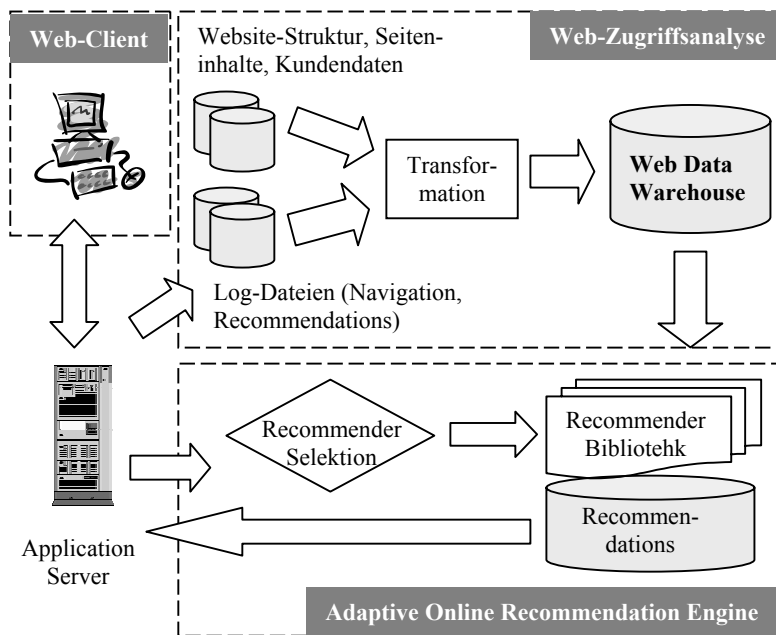 Web-Client
Website-Struktur, Seiten-
inhalte, Kundendaten
Web-Zugriffsanalyse
Transfor-
mation
Web Data
Warehouse
Log-Dateien (Navigation,
Recommendations)
Recommender
Selektion
Recommender
Bibliotehk
Recommen-
dations
Application
Server
Adaptive Online Recommendation Engine